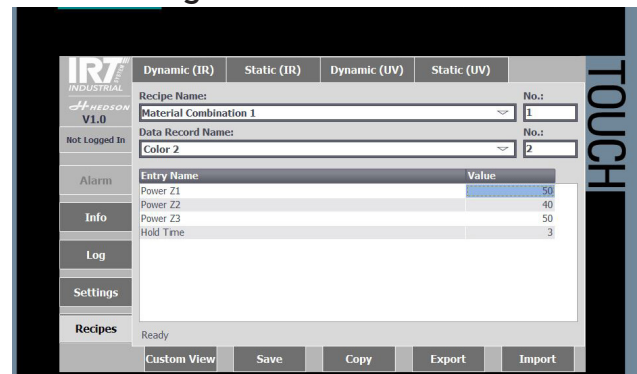 g
IRT SYSTEM
INDUSTRIAL
HEDSON
V1.0
Not Logged In
Alarm
Info
Log
Settings
Recipes
Dynamic (IR) Static (IR) Dynamic (UV) Static (UV)
Recipe Name: No.:
Material Combination 1 1
Data Record Name: No.:
Color 2 2
Entry Name Value
Power Z1 50
Power Z2 40
Power Z3 50
Hold Time 3
Ready
Custom View Save Copy Export Import
TOUCH